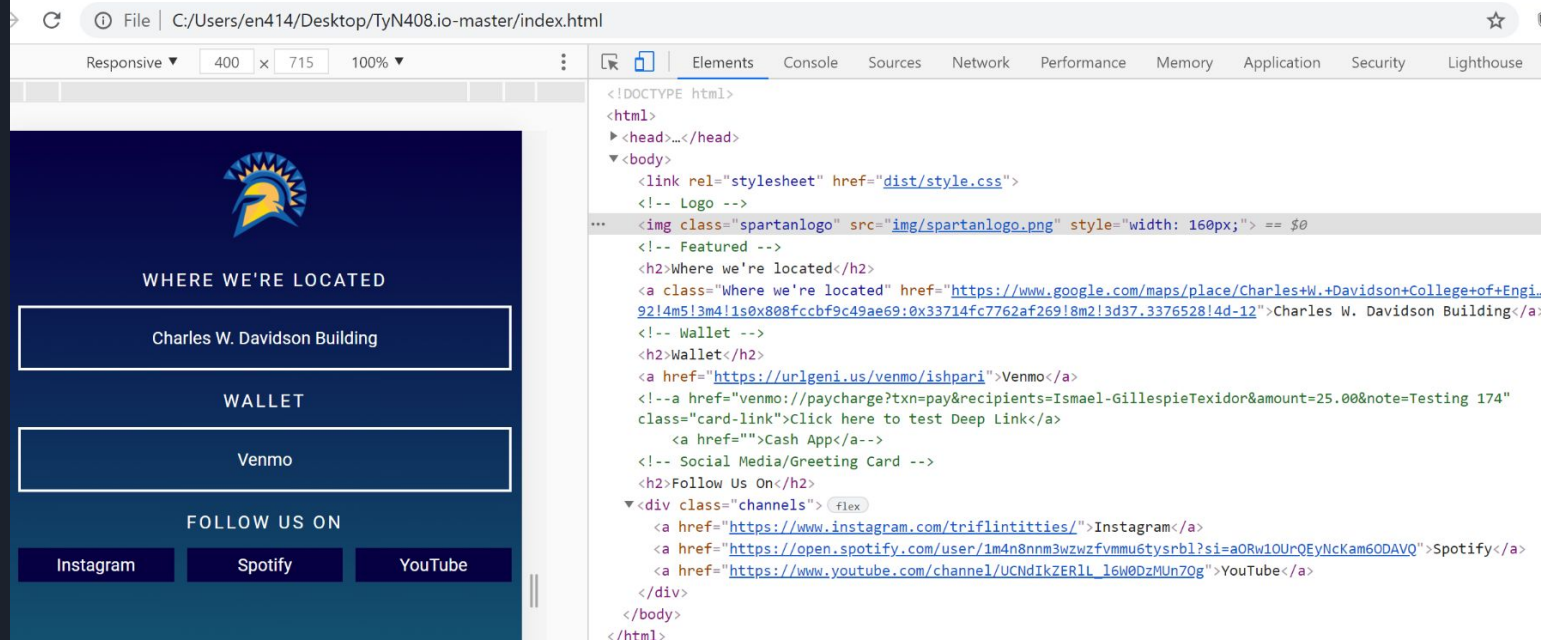 File | C:/Users/en414/Desktop/TyN408.io-master/index.html
Responsive ▼ 400 × 715 100% ▼
Elements Console Sources Network Performance Memory Application Security Lighthouse
WHERE WE'RE LOCATED
Charles W. Davidson Building
WALLET
Venmo
FOLLOW US ON
Instagram Spotify YouTube
<!DOCTYPE html>
<html>
▶<head>…</head>
▼<body>
<link rel="stylesheet" href="dist/style.css">
<!-- Logo -->
… <img class="spartanlogo" src="img/spartanlogo.png" style="width: 160px;"> == $0
<!-- Featured -->
<h2>Where we're located</h2>
<a class="Where we're located" href="https://www.google.com/maps/place/Charles+W.+Davidson+College+of+Engi…
92!4m5!3m4!1s0x808fccbf9c49ae69:0x33714fc7762af269!8m2!3d37.3376528!4d-12">Charles W. Davidson Building</a>
<!-- Wallet -->
<h2>Wallet</h2>
<a href="https://urlgeni.us/venmo/ishpari">Venmo</a>
<!--a href="venmo://paycharge?txn=pay&recipients=Ismael-GillespieTexidor&amount=25.00&note=Testing 174"
class="card-link">Click here to test Deep Link</a>
<a href="">Cash App</a-->
<!-- Social Media/Greeting Card -->
<h2>Follow Us On</h2>
▼<div class="channels"> flex
<a href="https://www.instagram.com/triflintitties/">Instagram</a>
<a href="https://open.spotify.com/user/1m4n8nnm3wzwzfvmmu6tysrbl?si=aORw1OUrQEyNcKam6ODAVQ">Spotify</a>
<a href="https://www.youtube.com/channel/UCNdIkZERlL_l6W0DzMUn7Og">YouTube</a>
</div>
</body>
</html>